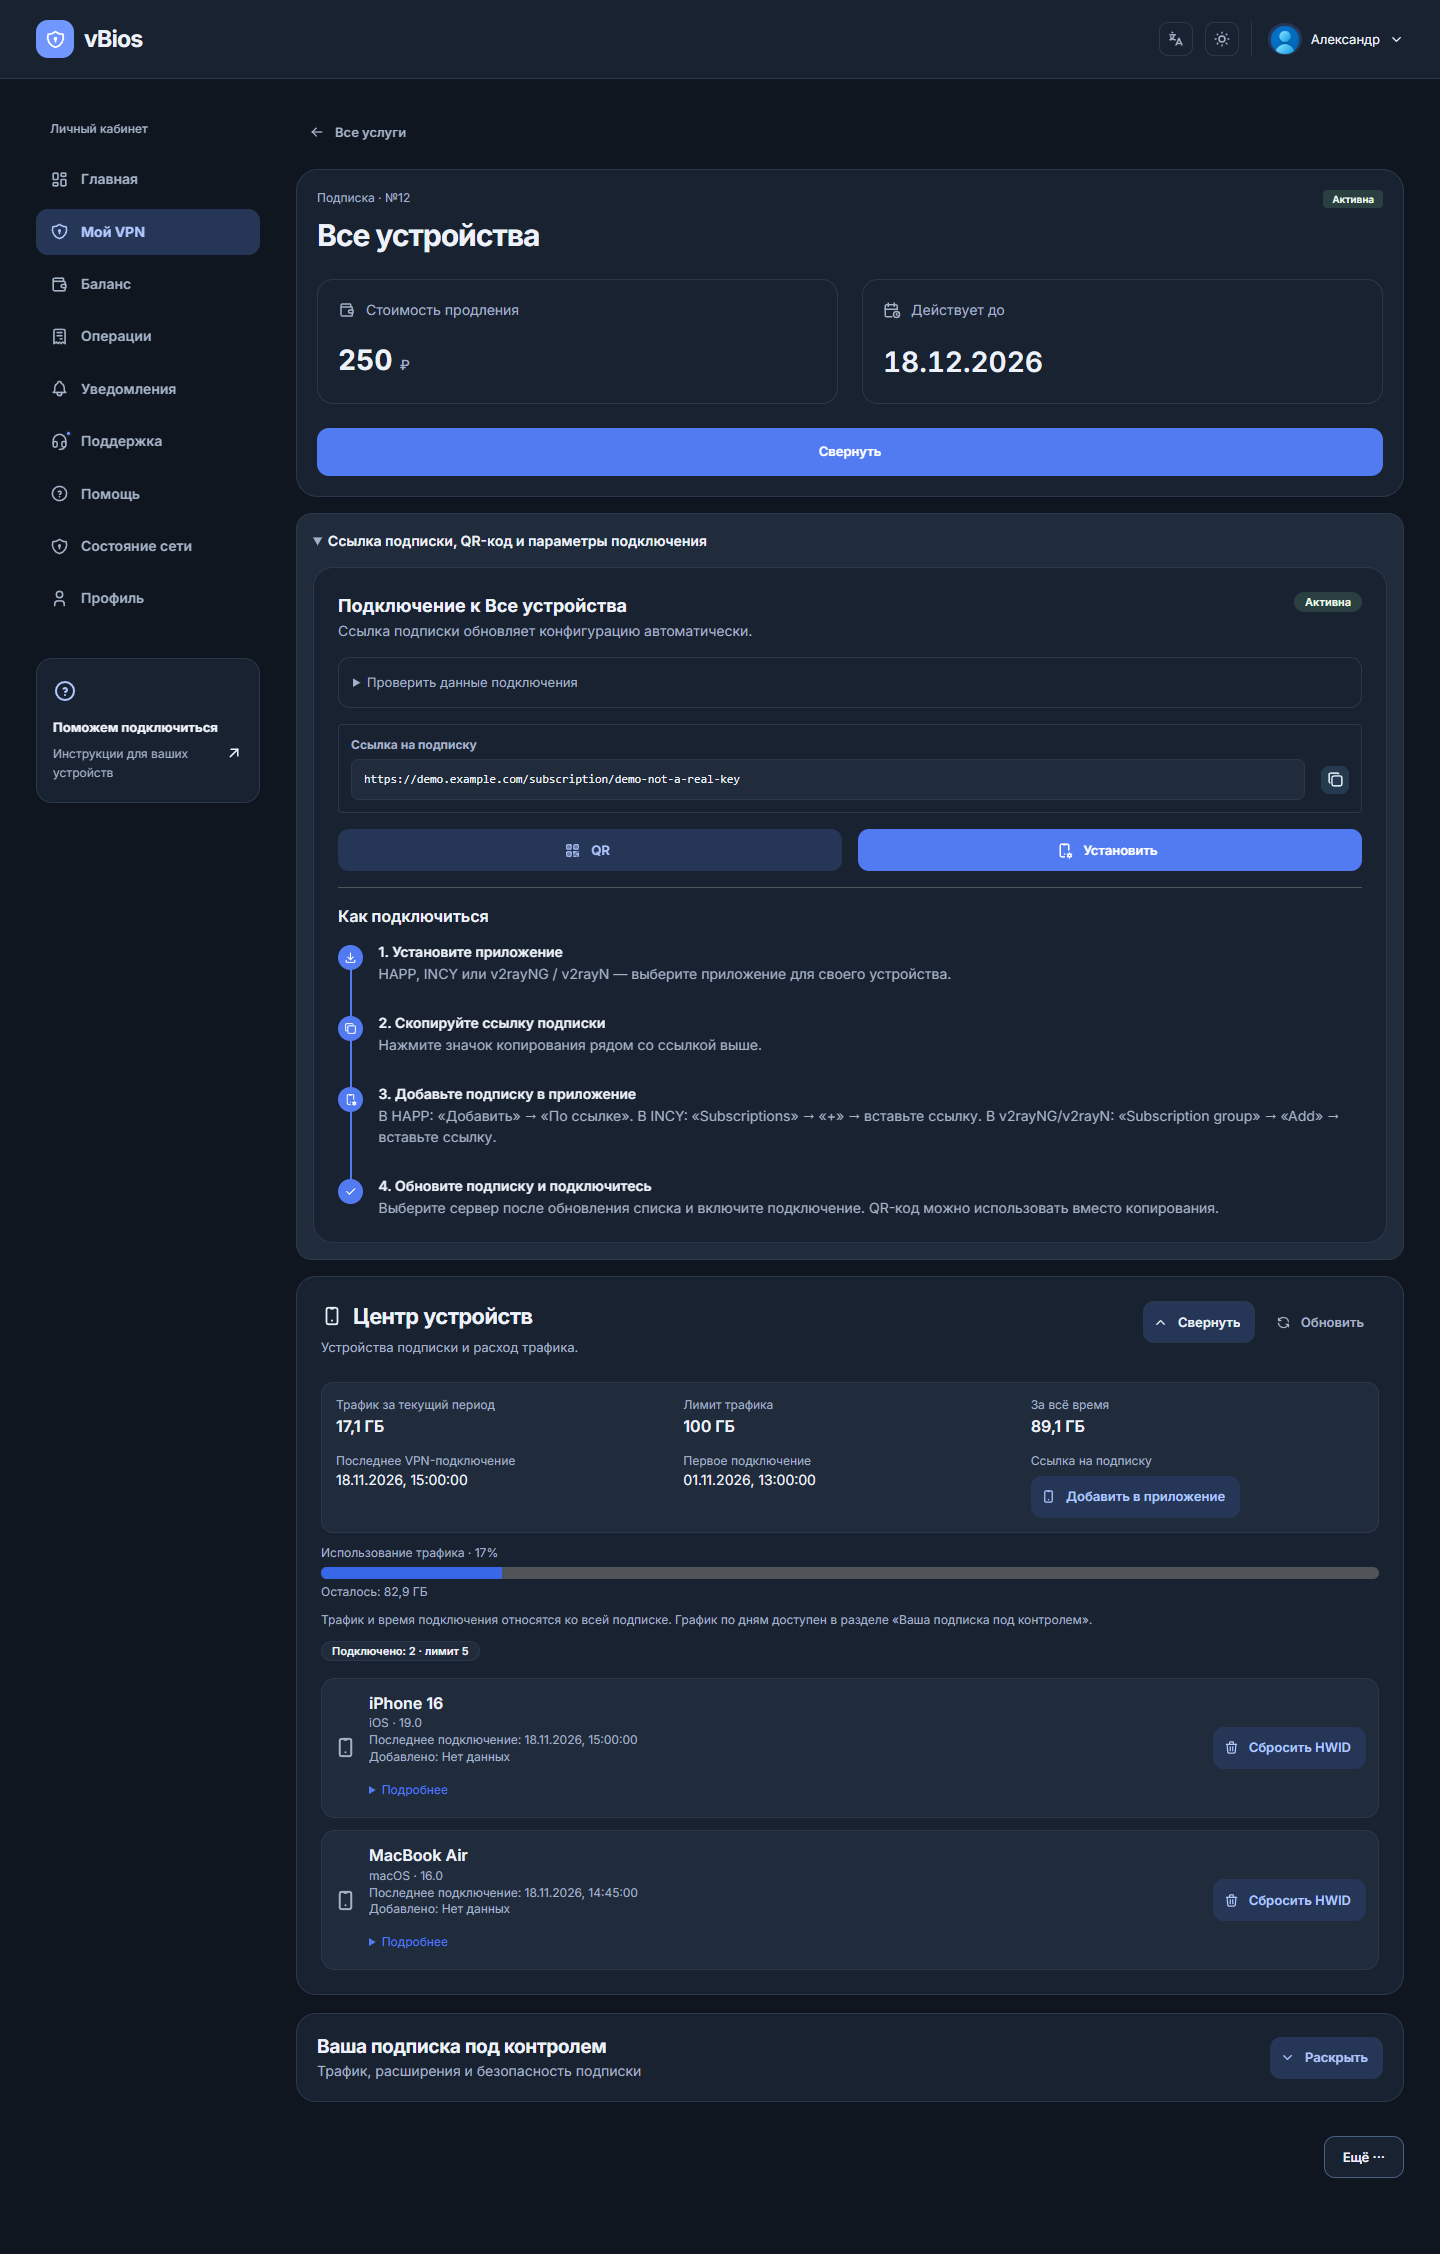 vBios
Александр
Личный кабинет
Главная
Мой VPN
Баланс
Операции
Уведомления
Поддержка
Помощь
Состояние сети
Профиль
Поможем подключиться
Инструкции для ваших
устройств
Все услуги
Подписка · №12
Активна
Все устройства
Стоимость продления
250 ₽
Действует до
18.12.2026
Свернуть
Ссылка подписки, QR-код и параметры подключения
Подключение к Все устройства
Активна
Ссылка подписки обновляет конфигурацию автоматически.
Проверить данные подключения
Ссылка на подписку
https://demo.example.com/subscription/demo-not-a-real-key
QR
Установить
Как подключиться
1. Установите приложение
HAPP, INCY или v2rayNG / v2rayN — выберите приложение для своего устройства.
2. Скопируйте ссылку подписки
Нажмите значок копирования рядом со ссылкой выше.
3. Добавьте подписку в приложение
В HAPP: «Добавить» → «По ссылке». В INCY: «Subscriptions» → «+» → вставьте ссылку. В v2rayNG/v2rayN: «Subscription group» → «Add» →
вставьте ссылку.
4. Обновите подписку и подключитесь
Выберите сервер после обновления списка и включите подключение. QR-код можно использовать вместо копирования.
Центр устройств
Свернуть
Обновить
Устройства подписки и расход трафика.
Трафик за текущий период
17,1 ГБ
Лимит трафика
100 ГБ
За всё время
89,1 ГБ
Последнее VPN-подключение
18.11.2026, 15:00:00
Первое подключение
01.11.2026, 13:00:00
Ссылка на подписку
Добавить в приложение
Использование трафика · 17%
Осталось: 82,9 ГБ
Трафик и время подключения относятся ко всей подписке. График по дням доступен в разделе «Ваша подписка под контролем».
Подключено: 2 · лимит 5
iPhone 16
iOS · 19.0
Последнее подключение: 18.11.2026, 15:00:00
Добавлено: Нет данных
Подробнее
Сбросить HWID
MacBook Air
macOS · 16.0
Последнее подключение: 18.11.2026, 14:45:00
Добавлено: Нет данных
Подробнее
Сбросить HWID
Ваша подписка под контролем
Трафик, расширения и безопасность подписки
Раскрыть
Ещё ···